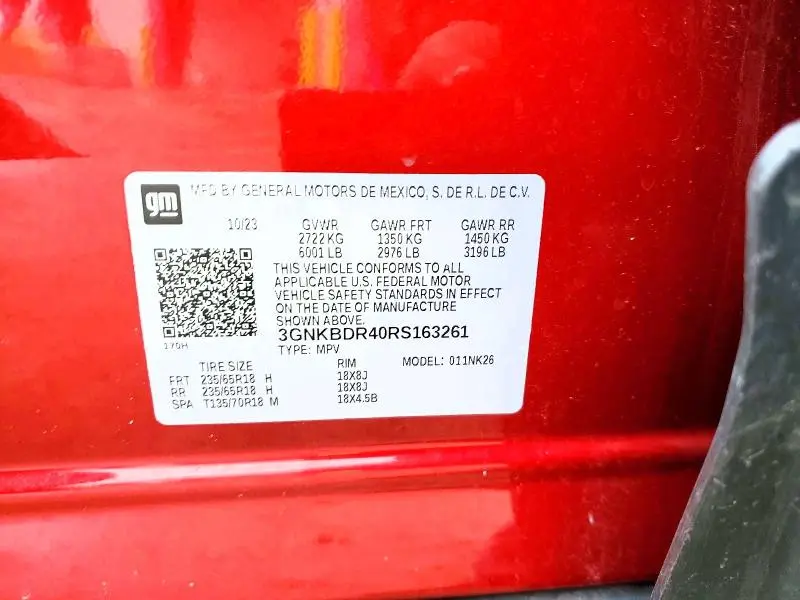 gm
MFD BY GENERAL MOTORS DE MEXICO, S. DE R.L. DE C.V.
10/23 GVWR GAWR FRT GAWR RR
2722 KG 1350 KG 1450 KG
6001 LB 2976 LB 3196 LB
THIS VEHICLE CONFORMS TO ALL
APPLICABLE U.S. FEDERAL MOTOR
VEHICLE SAFETY STANDARDS IN EFFECT
ON THE DATE OF MANUFACTURE
SHOWN ABOVE.
3GNKBDR40RS163261
170H
TYPE: MPV
TIRE SIZE RIM MODEL: 011NK26
FRT 235/65R18 H 18X8J
RR 235/65R18 H 18X8J
SPA T135/70R18 M 18X4.5B